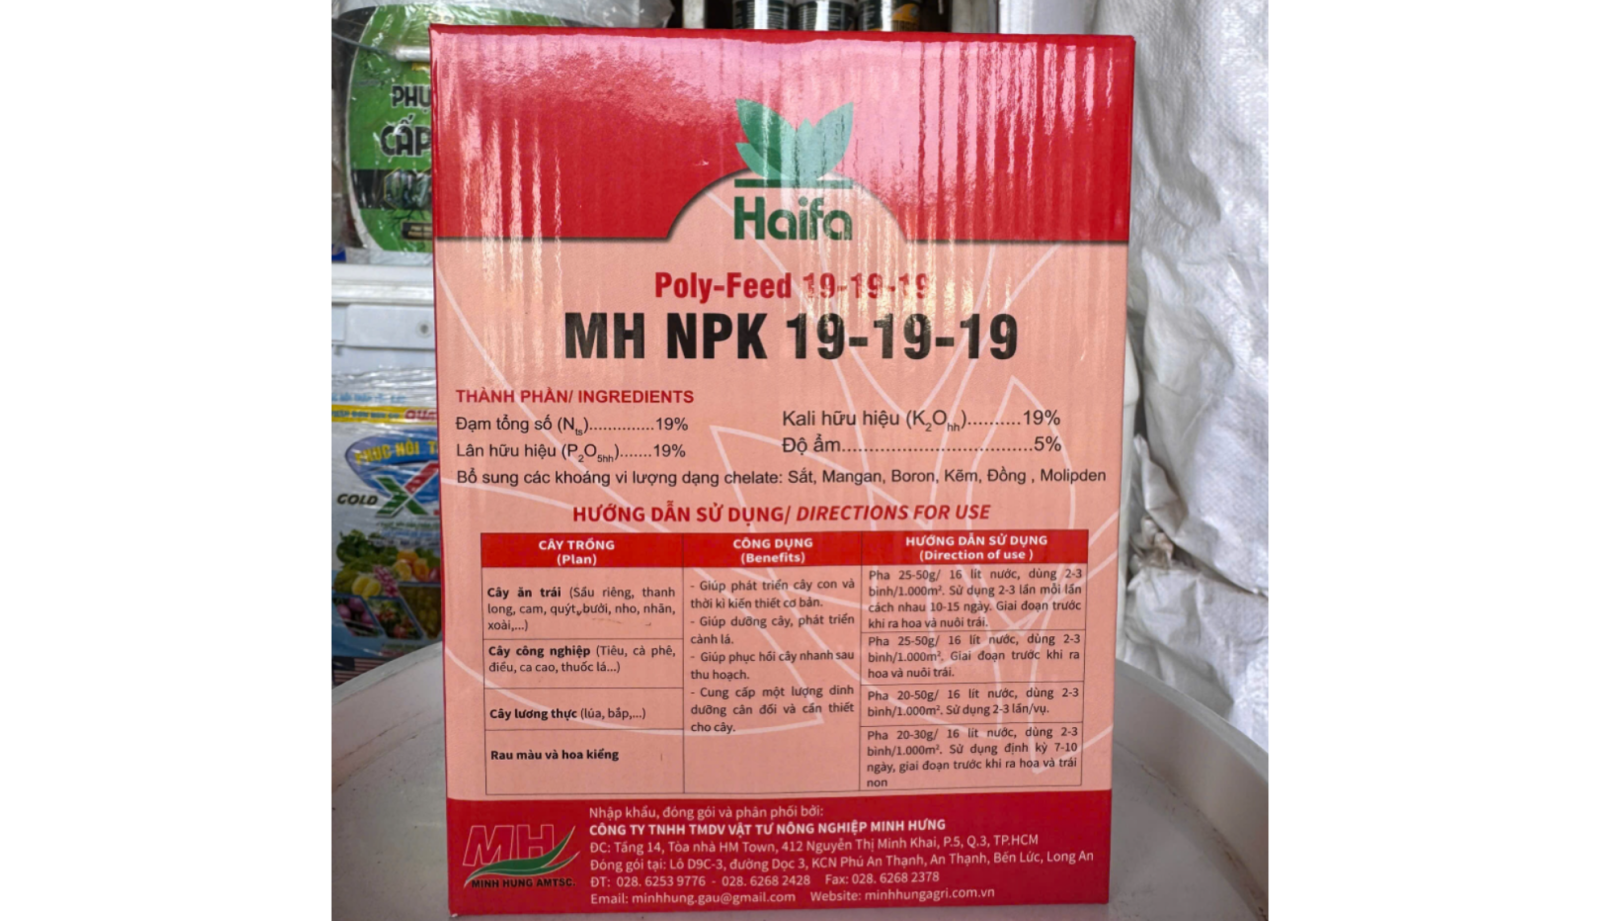 PHỤ
CẤP
Haifa
Poly-Feed 19-19-19
MH NPK 19-19-19
THÀNH PHẦN/ INGREDIENTS
Đạm tổng số (Nts)..............19%
Lân hữu hiệu (P2O5hh).......19%
Kali hữu hiệu (K2Ohh)..........19%
Độ ẩm...................................5%
Bổ sung các khoáng vi lượng dạng chelate: Sắt, Mangan, Boron, Kẽm, Đồng , Molipden
HƯỚNG DẪN SỬ DỤNG/ DIRECTIONS FOR USE
CÂY TRỒNG
(Plan)
CÔNG DỤNG
(Benefits)
HƯỚNG DẪN SỬ DỤNG
(Direction of use )
Cây ăn trái (Sầu riêng, thanh
long, cam, quýt, bưởi, nho, nhãn,
xoài,...)
Cây công nghiệp (Tiêu, cà phê,
điều, ca cao, thuốc lá...)
Cây lương thực (lúa, bắp,...)
Rau màu và hoa kiểng
- Giúp phát triển cây con và
thời kì kiến thiết cơ bản.
- Giúp dưỡng cây, phát triển
cành lá.
- Giúp phục hồi cây nhanh sau
thu hoạch.
- Cung cấp một lượng dinh
dưỡng cân đối và cần thiết
cho cây.
Pha 25-50g/ 16 lít nước, dùng 2-3
bình/1.000m². Sử dụng 2-3 lần mỗi lần
cách nhau 10-15 ngày. Giai đoạn trước
khi ra hoa và nuôi trái.
Pha 25-50g/ 16 lít nước, dùng 2-3
bình/1.000m². Giai đoạn trước khi ra
hoa và nuôi trái.
Pha 20-50g/ 16 lít nước, dùng 2-3
bình/1.000m². Sử dụng 2-3 lần/vụ.
Pha 20-30g/ 16 lít nước, dùng 2-3
bình/1.000m². Sử dụng định kỳ 7-10
ngày, giai đoạn trước khi ra hoa và trái
non
MH
MINH HUNG AMTSC.
Nhập khẩu, đóng gói và phân phối bởi:
CÔNG TY TNHH TMDV VẬT TƯ NÔNG NGHIỆP MINH HƯNG
ĐC: Tầng 14, Tòa nhà HM Town, 412 Nguyễn Thị Minh Khai, P.5, Q.3, TP.HCM
Đóng gói tại: Lô D9C-3, đường Dọc 3, KCN Phú An Thạnh, An Thạnh, Bến Lức, Long An
ĐT: 028. 6253 9776 - 028. 6268 2428 Fax: 028. 6268 2378
Email: minhhung.gau@gmail.com Website: minhhungagri.com.vn
PHỤC HỒI
GOLD